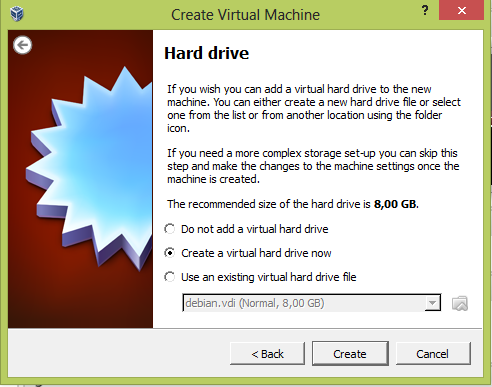 Create Virtual Machine
?
Hard drive
If you wish you can add a virtual hard drive to the new
machine. You can either create a new hard drive file or select
one from the list or from another location using the folder
icon.
If you need a more complex storage set-up you can skip this
step and make the changes to the machine settings once the
machine is created.
The recommended size of the hard drive is 8,00 GB.
Do not add a virtual hard drive
Create a virtual hard drive now
Use an existing virtual hard drive file
debian.vdi (Normal, 8,00 GB)
< Back
Create
Cancel